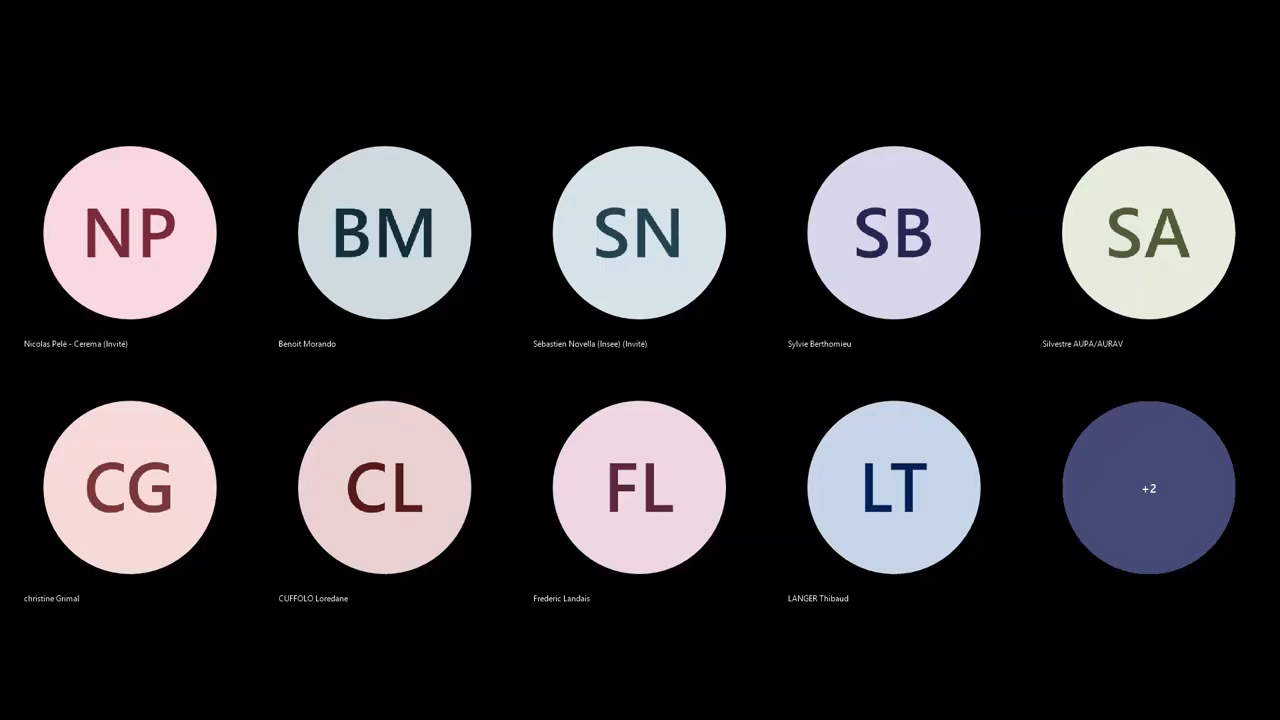 NP
BM
SN
SB
SA
Nicolas Pelé - Cerema (Invité)
Benoit Morando
Sébastien Novella (Insee) (Invité)
Sylvie Berthomieu
Silvestre AUPA/AURAV
CG
CL
FL
LT
+2
christine Grimal
CUFFOLO Loredane
Frederic Landais
LANGER Thibaud